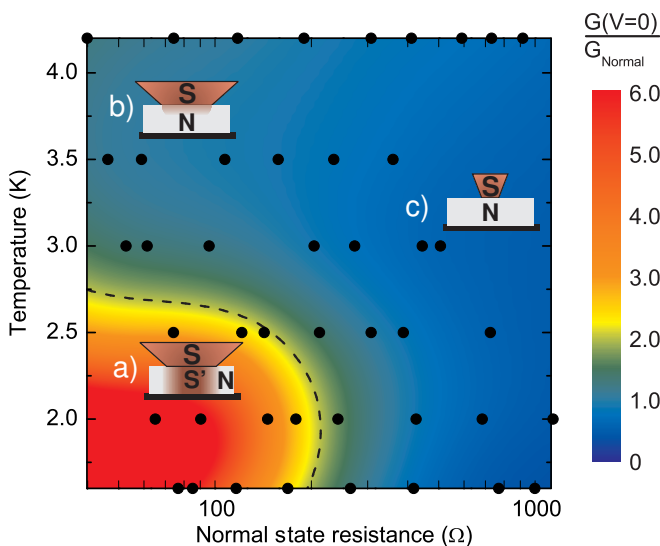 G(V=0)
G Normal
6.0
5.0
4.0
3.0
2.0
1.0
0
Temperature (K)
4.0
3.5
3.0
2.5
2.0
b)
S
N
c)
S
N
a)
S
S' N
100
1000
Normal state resistance (Ω)